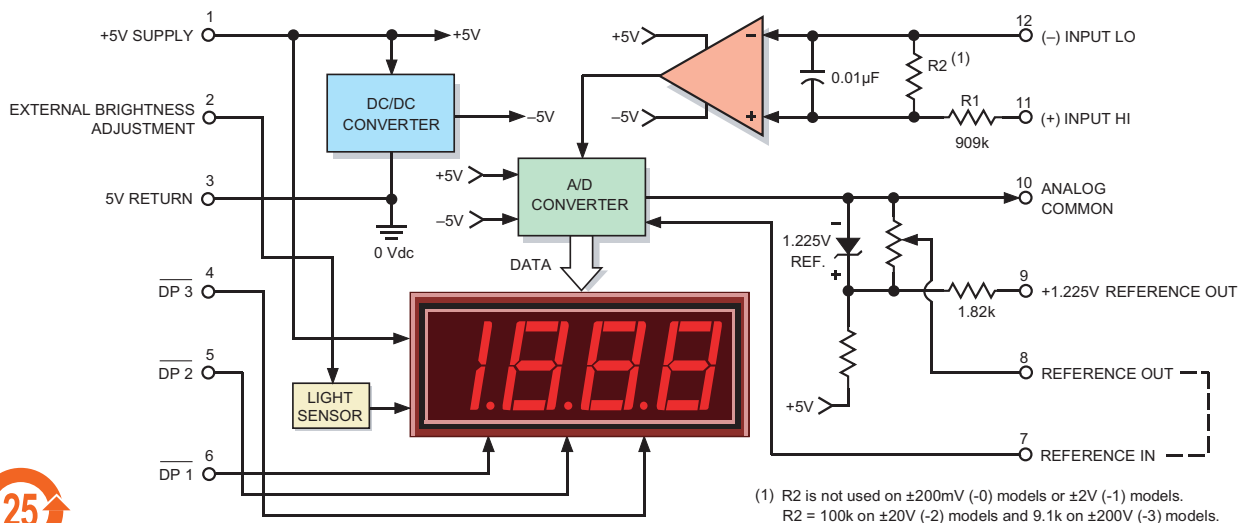 1
+5V SUPPLY
+5V
2
EXTERNAL BRIGHTNESS
ADJUSTMENT
DC/DC
CONVERTER
–5V
3
5V RETURN
0 Vdc
4
DP 3
5
DP 2
6
DP 1
LIGHT
SENSOR
+5V
–5V
–
+
0.01µF
R2 (1)
R1
909k
12
(–) INPUT LO
11
(+) INPUT HI
+5V
–5V
A/D
CONVERTER
DATA
1.8.8.8
10
ANALOG
COMMON
–
1.225V
REF.
+
9
+1.225V REFERENCE OUT
1.82k
+5V
8
REFERENCE OUT
7
REFERENCE IN
25
(1) R2 is not used on ±200mV (-0) models or ±2V (-1) models.
R2 = 100k on ±20V (-2) models and 9.1k on ±200V (-3) models.